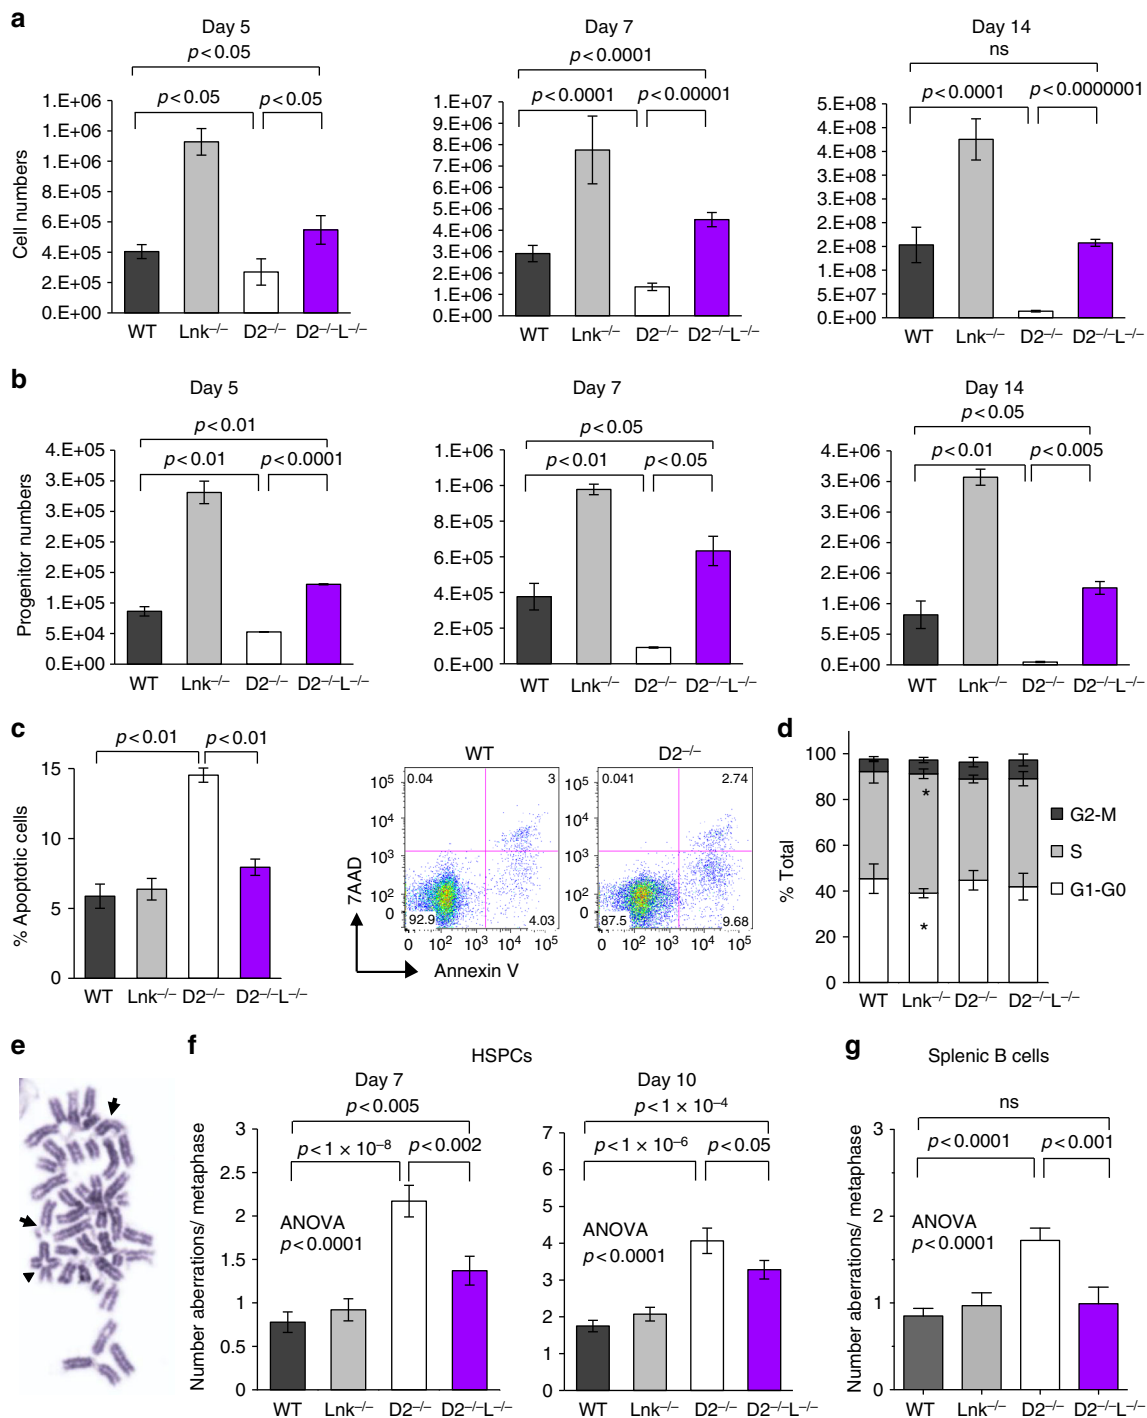 a
Day 5
Day 7
Day 14
p < 0.05
p < 0.05
p < 0.05
Cell numbers
1.E+06
1.E+06
1.E+06
8.E+05
6.E+05
4.E+05
2.E+05
0.E+00
WT
Lnk–/–
D2–/–
D2–/–L–/–
p < 0.0001
p < 0.0001
p < 0.00001
1.E+07
9.E+06
8.E+06
7.E+06
6.E+06
5.E+06
4.E+06
3.E+06
2.E+06
1.E+06
0.E+00
WT
Lnk–/–
D2–/–
D2–/–L–/–
ns
p < 0.0001
p < 0.0000001
5.E+08
4.E+08
4.E+08
3.E+08
3.E+08
2.E+08
2.E+08
1.E+08
5.E+07
0.E+00
WT
Lnk–/–
D2–/–
D2–/–L–/–
b
Day 5
Day 7
Day 14
p < 0.01
p < 0.01
p < 0.0001
Progenitor numbers
4.E+05
3.E+05
3.E+05
2.E+05
2.E+05
1.E+05
5.E+04
0.E+00
WT
Lnk–/–
D2–/–
D2–/–L–/–
p < 0.05
p < 0.01
p < 0.05
1.E+06
1.E+06
8.E+05
6.E+05
4.E+05
2.E+05
0.E+00
WT
Lnk–/–
D2–/–
D2–/–L–/–
p < 0.05
p < 0.01
p < 0.005
4.E+06
3.E+06
3.E+06
2.E+06
2.E+06
1.E+06
5.E+05
0.E+00
WT
Lnk–/–
D2–/–
D2–/–L–/–
c
p < 0.01
p < 0.01
% Apoptotic cells
15
10
5
0
WT
Lnk–/–
D2–/–
D2–/–L–/–
WT
0.04
3
92.9
4.03
10⁵
10⁴
10³
10²
0
0
10²
10³
10⁴
10⁵
D2–/–
0.041
2.74
87.5
9.68
10⁵
10⁴
10³
10²
0
0
10²
10³
10⁴
10⁵
7AAD
Annexin V
d
% Total
100
80
60
40
20
0
*
*
WT
Lnk–/–
D2–/–
D2–/–L–/–
G2-M
S
G1-G0
e
f
HSPCs
Day 7
Day 10
p < 0.005
p < 1 × 10–8
p < 0.002
ANOVA
p < 0.0001
Number aberrations/ metaphase
3
2.5
2
1.5
1
0.5
0
WT
Lnk–/–
D2–/–
D2–/–L–/–
p < 1 × 10–4
p < 1 × 10–6
p < 0.05
ANOVA
p < 0.0001
7
6
5
4
3
2
1
0
WT
Lnk–/–
D2–/–
D2–/–L–/–
g
Splenic B cells
ns
p < 0.0001
p < 0.001
ANOVA
p < 0.0001
Number aberrations/ metaphase
3
2
1
0
WT
Lnk–/–
D2–/–
D2–/–L–/–